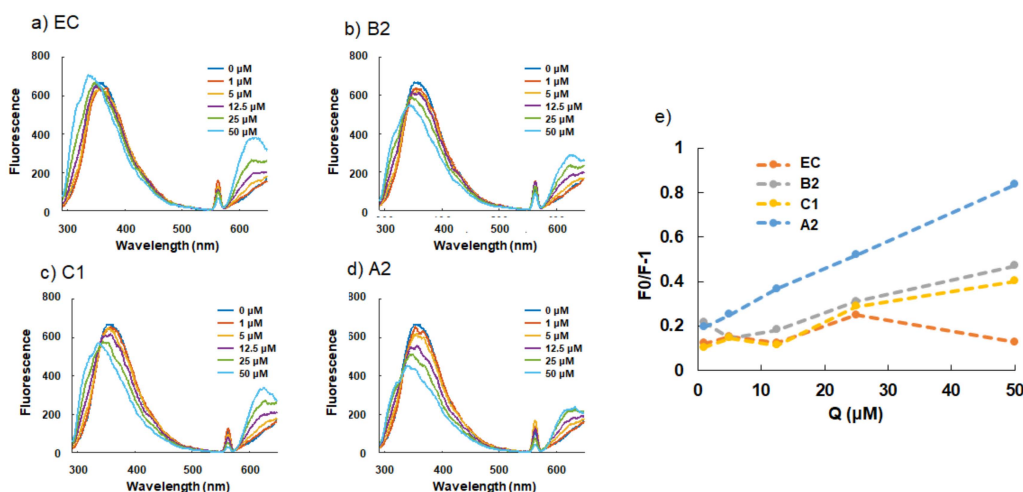 a) EC
Fluorescence
800
600
400
200
0
300
400
500
600
Wavelength (nm)
0 µM
1 µM
5 µM
12.5 µM
25 µM
50 µM
b) B2
Fluorescence
800
600
400
200
0
300
400
500
600
Wavelength (nm)
0 µM
1 µM
5 µM
12.5 µM
25 µM
50 µM
c) C1
Fluorescence
800
600
400
200
0
300
400
500
600
Wavelength (nm)
0 µM
1 µM
5 µM
12.5 µM
25 µM
50 µM
d) A2
Fluorescence
800
600
400
200
0
300
400
500
600
Wavelength (nm)
0 µM
1 µM
5 µM
12.5 µM
25 µM
50 µM
e)
F0/F-1
1
0.8
0.6
0.4
0.2
0
0
10
20
30
40
50
Q (µM)
EC
B2
C1
A2